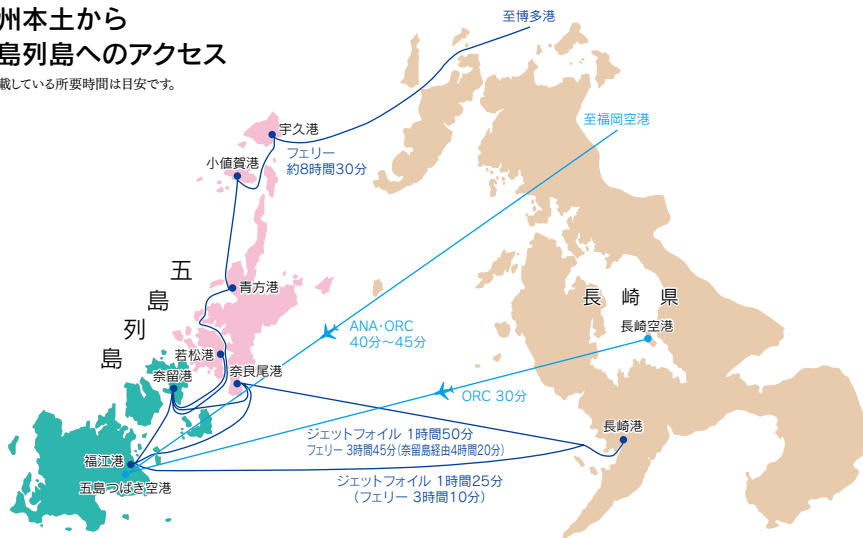 州本土から
島列島へのアクセス
載している所要時間は目安です。
至博多港
至福岡空港
宇久港
フェリー
約8時間30分
小値賀港
五島列島
青方港
長崎県
長崎空港
ANA・ORC
40分～45分
若松港
奈留港
奈良尾港
ORC 30分
長崎港
ジェットフォイル 1時間50分
フェリー 3時間45分(奈留島経由4時間20分)
福江港
五島つばき空港
ジェットフォイル 1時間25分
(フェリー 3時間10分)